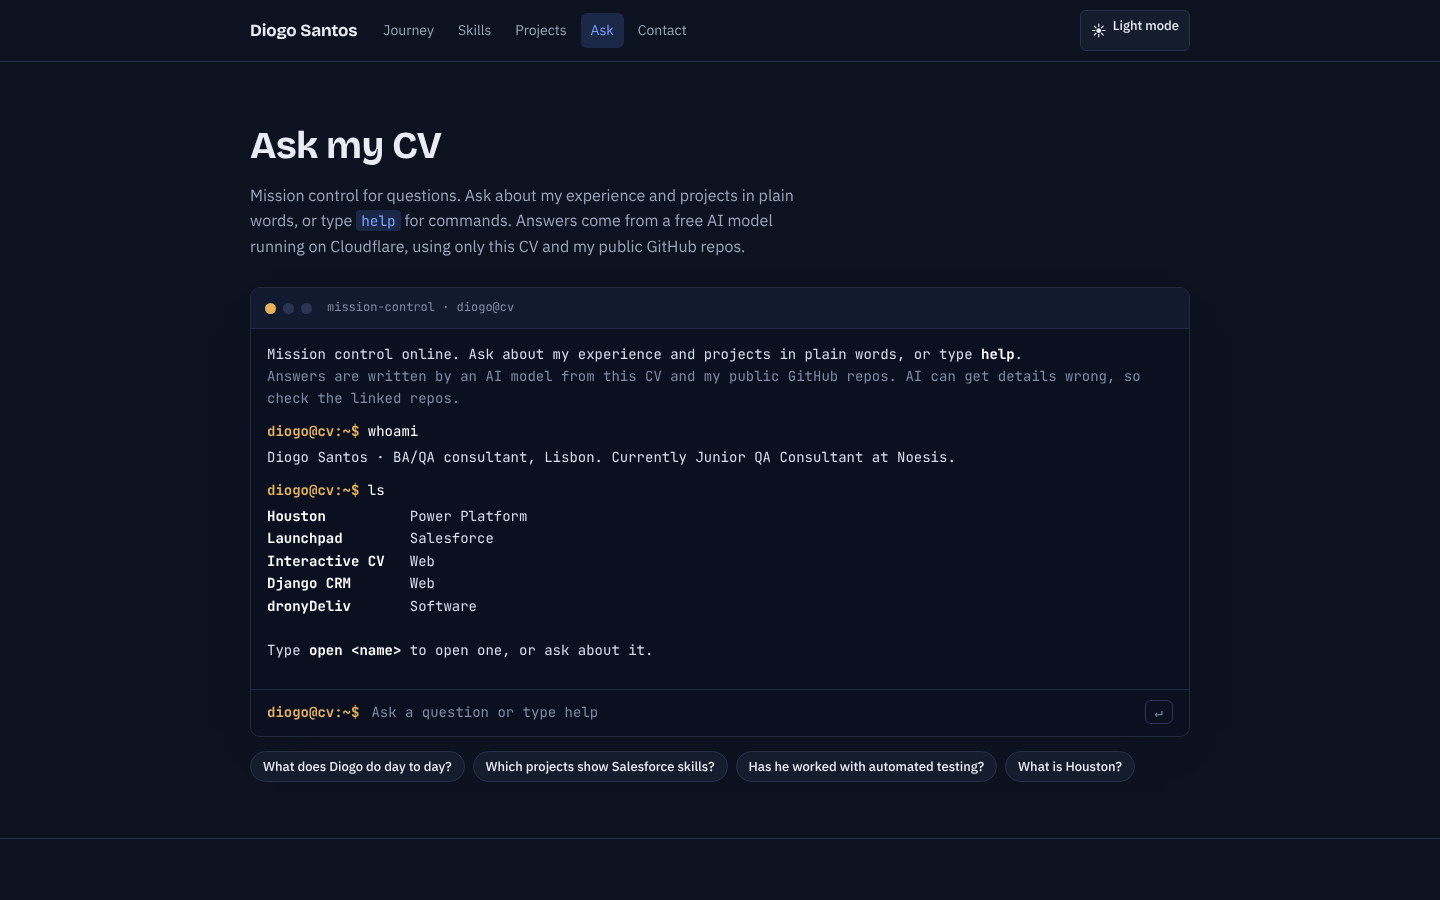 Diogo Santos Journey Skills Projects Ask Contact Light mode
Ask my CV
Mission control for questions. Ask about my experience and projects in plain
words, or type help for commands. Answers come from a free AI model
running on Cloudflare, using only this CV and my public GitHub repos.
mission-control · diogo@cv
Mission control online. Ask about my experience and projects in plain words, or type help.
Answers are written by an AI model from this CV and my public GitHub repos. AI can get details wrong, so
check the linked repos.
diogo@cv:~$ whoami
Diogo Santos · BA/QA consultant, Lisbon. Currently Junior QA Consultant at Noesis.
diogo@cv:~$ ls
Houston Power Platform
Launchpad Salesforce
Interactive CV Web
Django CRM Web
dronyDeliv Software
Type open <name> to open one, or ask about it.
diogo@cv:~$ Ask a question or type help ↵
What does Diogo do day to day? Which projects show Salesforce skills? Has he worked with automated testing? What is Houston?